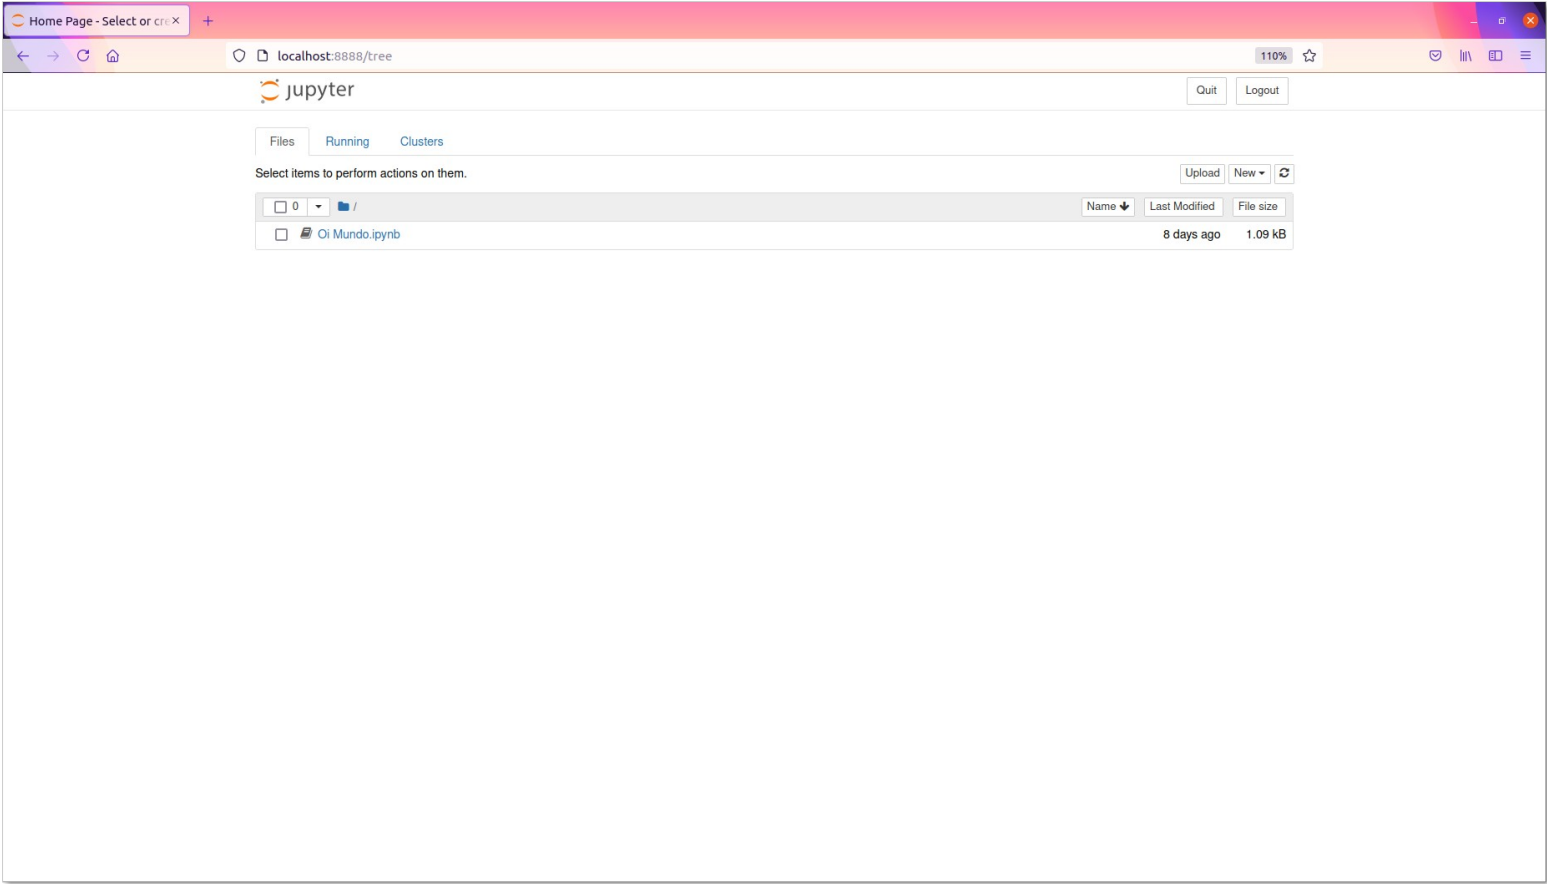 Home Page - Select or cre
localhost:8888/tree
110%
jupyter
Quit Logout
Files Running Clusters
Select items to perform actions on them.
Upload New
0 / Name Last Modified File size
Oi Mundo.ipynb 8 days ago 1.09 kB